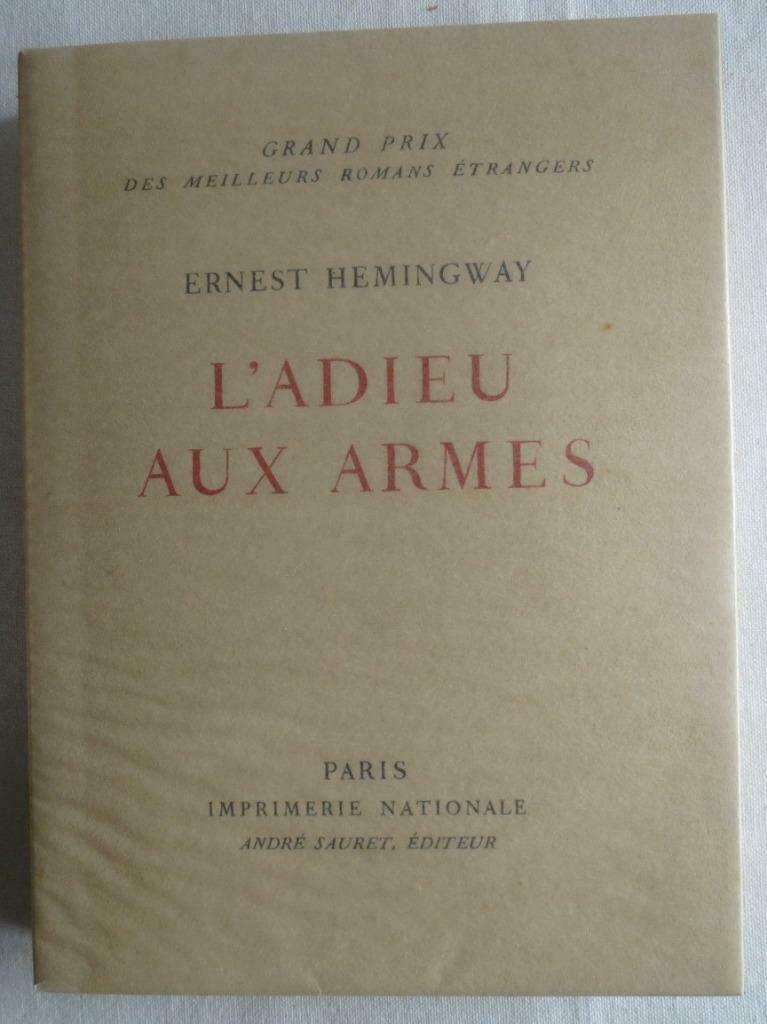 GRAND PRIX
DES MEILLEURS ROMANS ÉTRANGERS
ERNEST HEMINGWAY
L'ADIEU
AUX ARMES
PARIS
IMPRIMERIE NATIONALE
ANDRÉ SAURET, ÉDITEUR